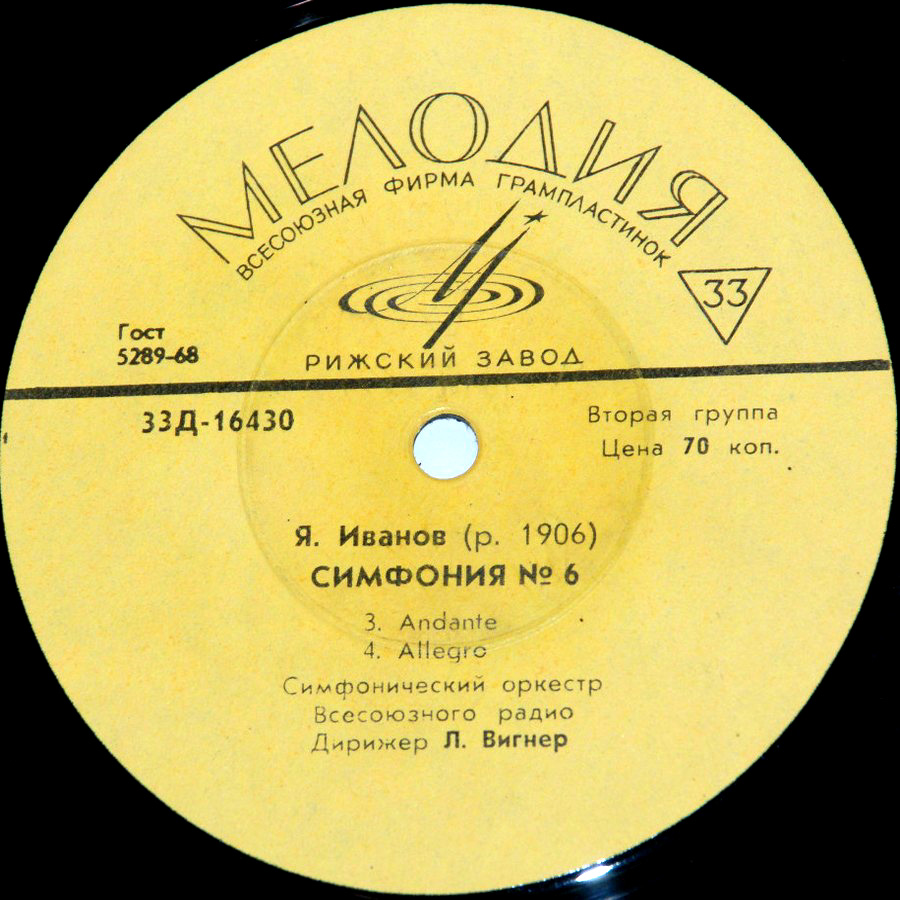 МЕЛОДИЯ
ВСЕСОЮЗНАЯ ФИРМА ГРАМПЛАСТИНОК
33
Гост
5289-68
РИЖСКИЙ ЗАВОД
33Д-16430
Вторая группа
Цена 70 коп.
Я. Иванов (р. 1906)
СИМФОНИЯ № 6
3. Andante
4. Allegro
Симфонический оркестр
Всесоюзного радио
Дирижер Л. Вигнер